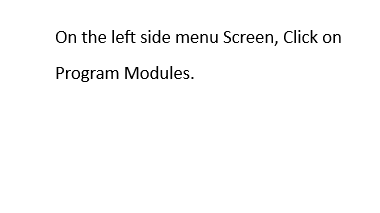 On the left side menu Screen, Click on
Program Modules.